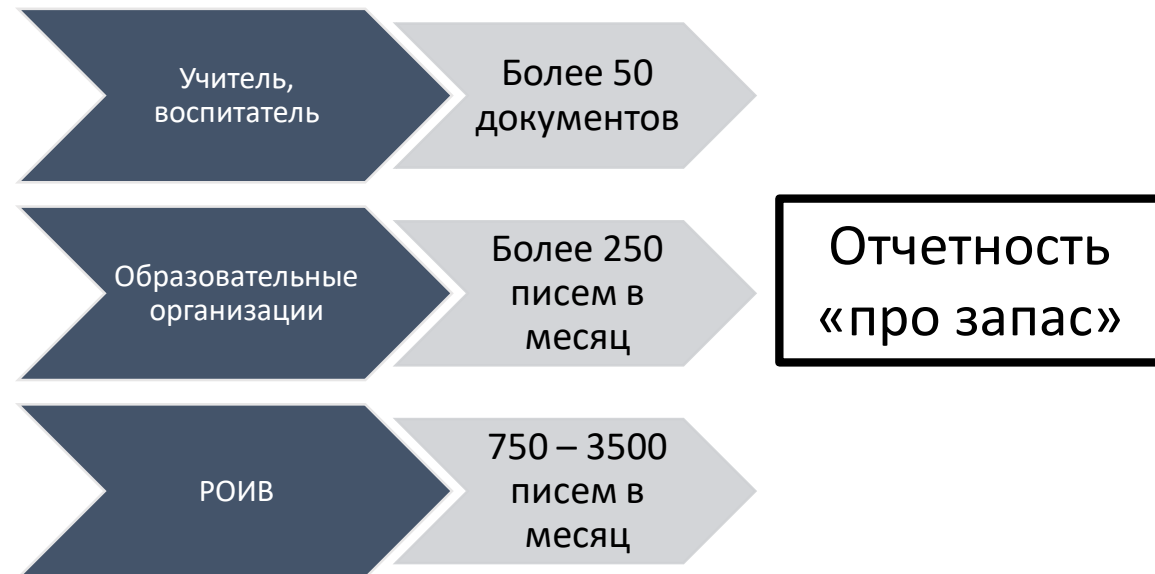 Учитель,
воспитатель
Более 50
документов
Образовательные
организации
Более 250
писем в
месяц
РОИВ
750 – 3500
писем в
месяц
Отчетность
«про запас»